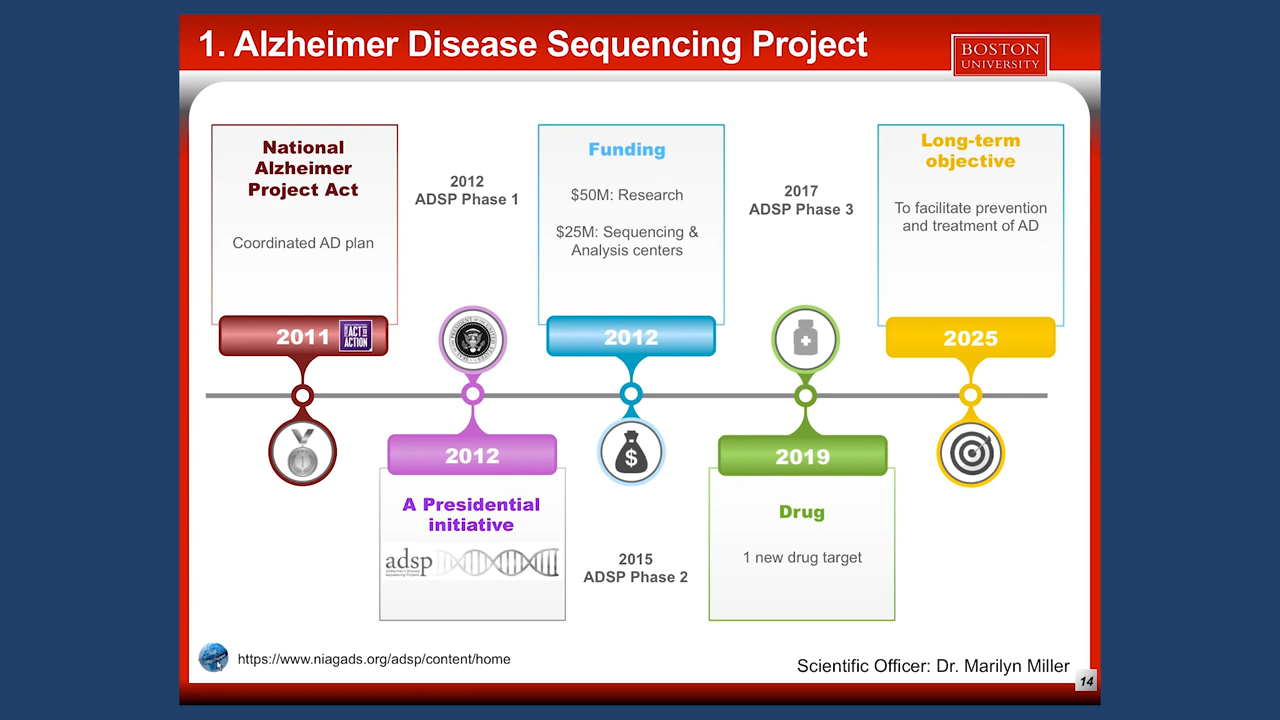 1. Alzheimer Disease Sequencing Project
BOSTON
UNIVERSITY
National
Alzheimer
Project Act
Coordinated AD plan
2011
ACT
ACTION
2012
ADSP Phase 1
Funding
$50M: Research
$25M: Sequencing &
Analysis centers
2012
2017
ADSP Phase 3
Long-term
objective
To facilitate prevention
and treatment of AD
2025
2012
A Presidential
initiative
adsp
$
2015
ADSP Phase 2
2019
Drug
1 new drug target
https://www.niagads.org/adsp/content/home
Scientific Officer: Dr. Marilyn Miller
14